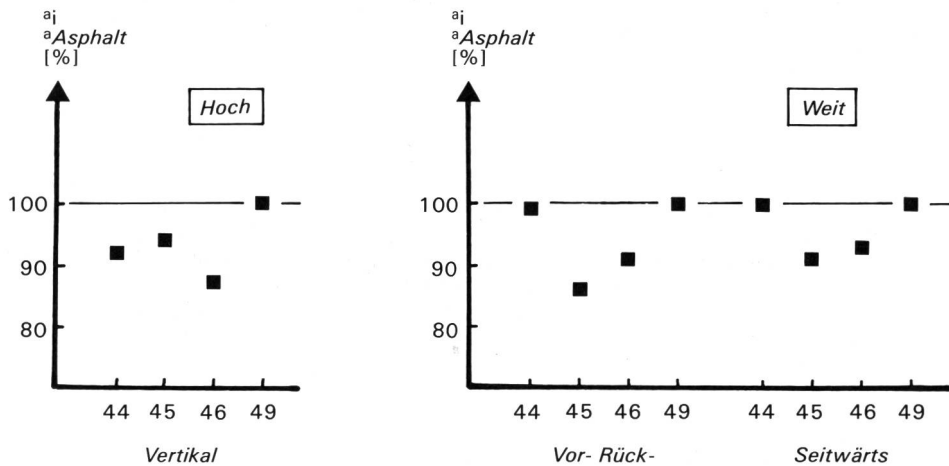 ai
aAsphalt
[%]
Hoch
100
90
80
44 45 46 49
Vertikal
ai
aAsphalt
[%]
Weit
100
90
80
44 45 46 49 44 45 46 49
Vor- Rück- Seitwärts